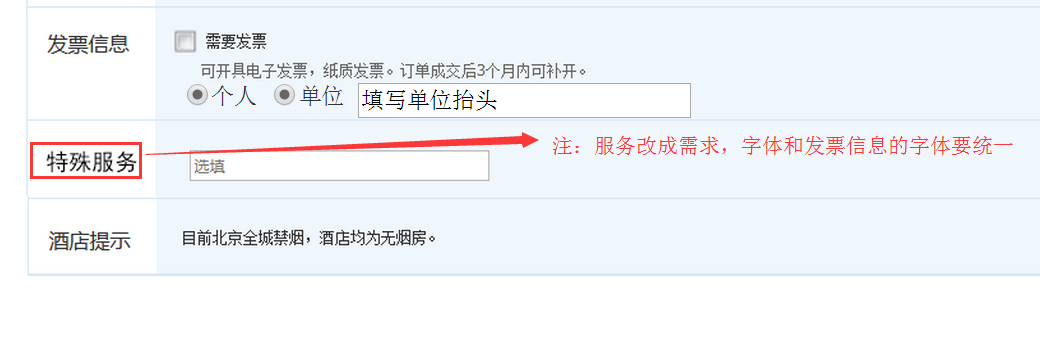 发票信息 需要发票
可开具电子发票，纸质发票。订单成交后3个月内可补开。
个人 单位 填写单位抬头
特殊服务 选填 注：服务改成需求，字体和发票信息的字体要统一
酒店提示 目前北京全城禁烟，酒店均为无烟房。